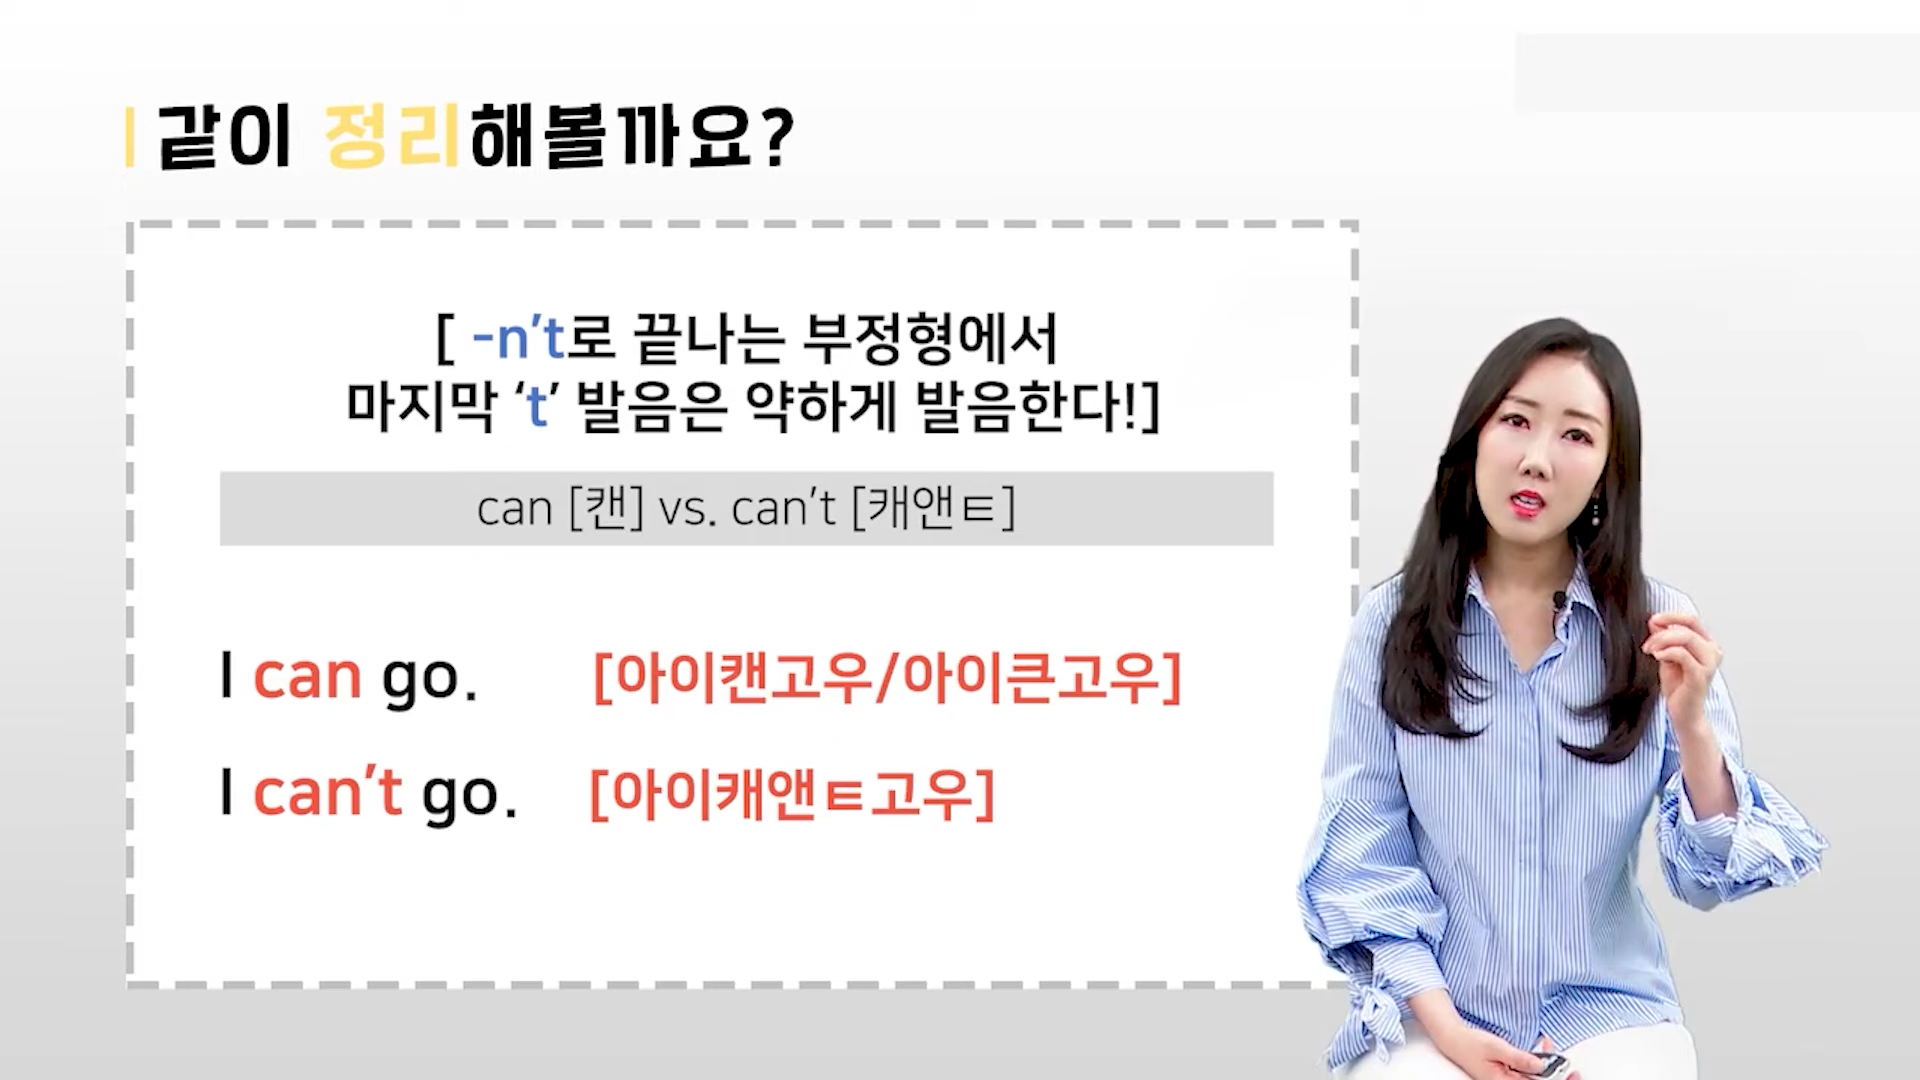 같이 정리해볼까요?
[ -n't로 끝나는 부정형에서
마지막 ‘t’ 발음은 약하게 발음한다!]
can [캔] vs. can't [캐앤ㅌ]
I can go. [아이캔고우/아이큰고우]
I can't go. [아이캐앤ㅌ고우]